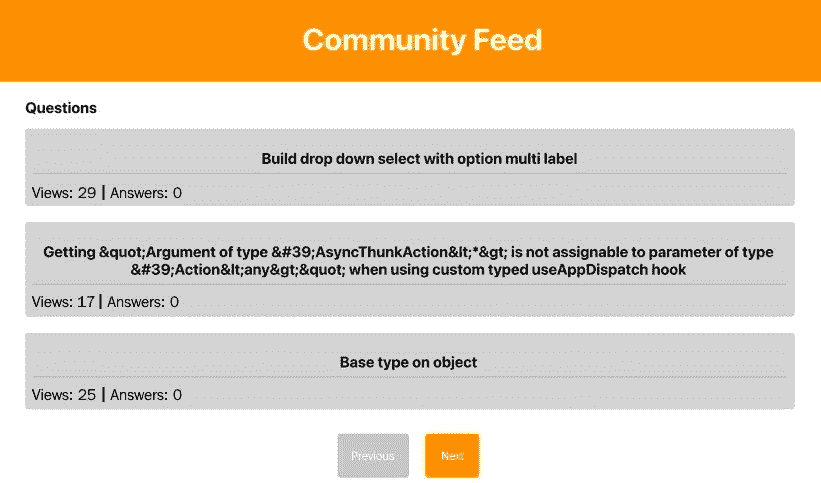 Community Feed
Questions
Build drop down select with option multi label
Views: 29 | Answers: 0
Getting &quot;Argument of type &#39;AsyncThunkAction&lt;*&gt; is not assignable to parameter of type
&#39;Action&lt;any&gt;&quot; when using custom typed useAppDispatch hook
Views: 17 | Answers: 0
Base type on object
Views: 25 | Answers: 0
Previous Next